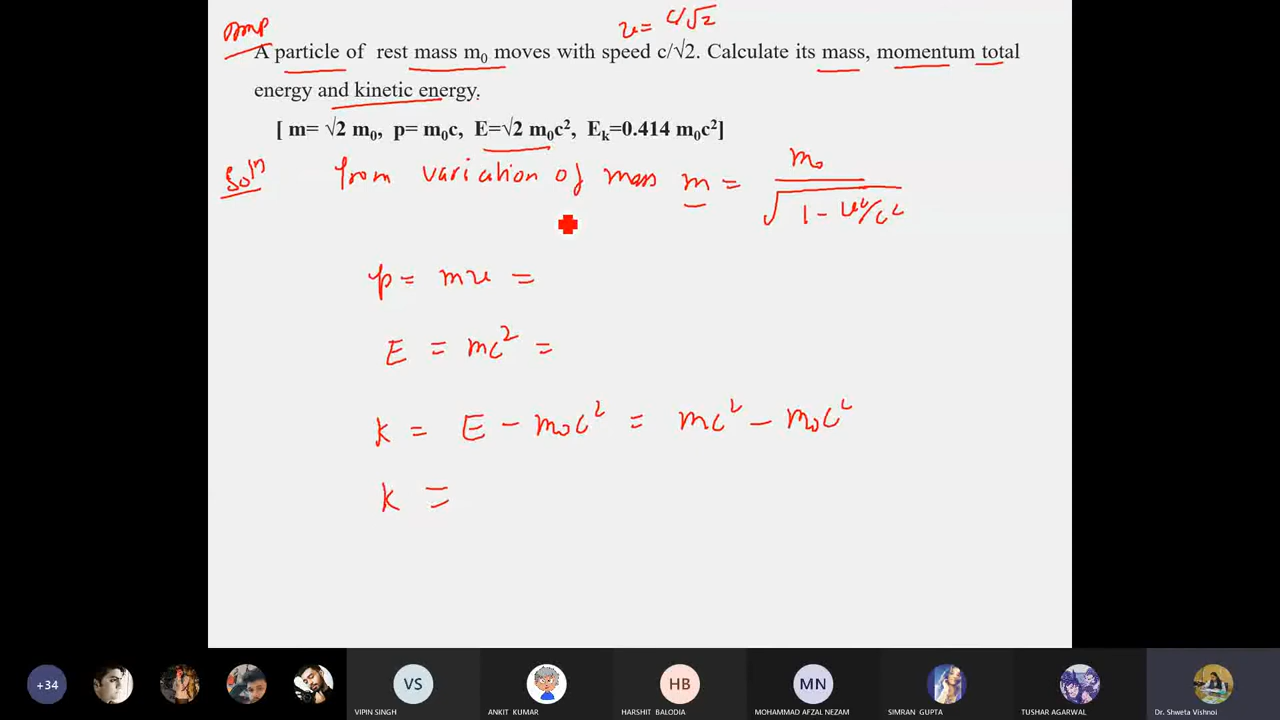 Imp
u = c/√2
A particle of rest mass m₀ moves with speed c/√2. Calculate its mass, momentum total
energy and kinetic energy.
[ m= √2 m₀, p= m₀c, E=√2 m₀c², Eₖ=0.414 m₀c²]
Solⁿ from variation of mass m = m₀ / √(1 - u²/c²)
p = mu =
E = mc² =
k = E - m₀c² = mc² - m₀c²
k =
+34
VS
HB
MN
VIPIN SINGH
ANKIT KUMAR
HARSHIT BALODIA
MOHAMMAD AFZAL NEZAM
SIMRAN GUPTA
TUSHAR AGARWAL
Dr. Shweta Vishnoi